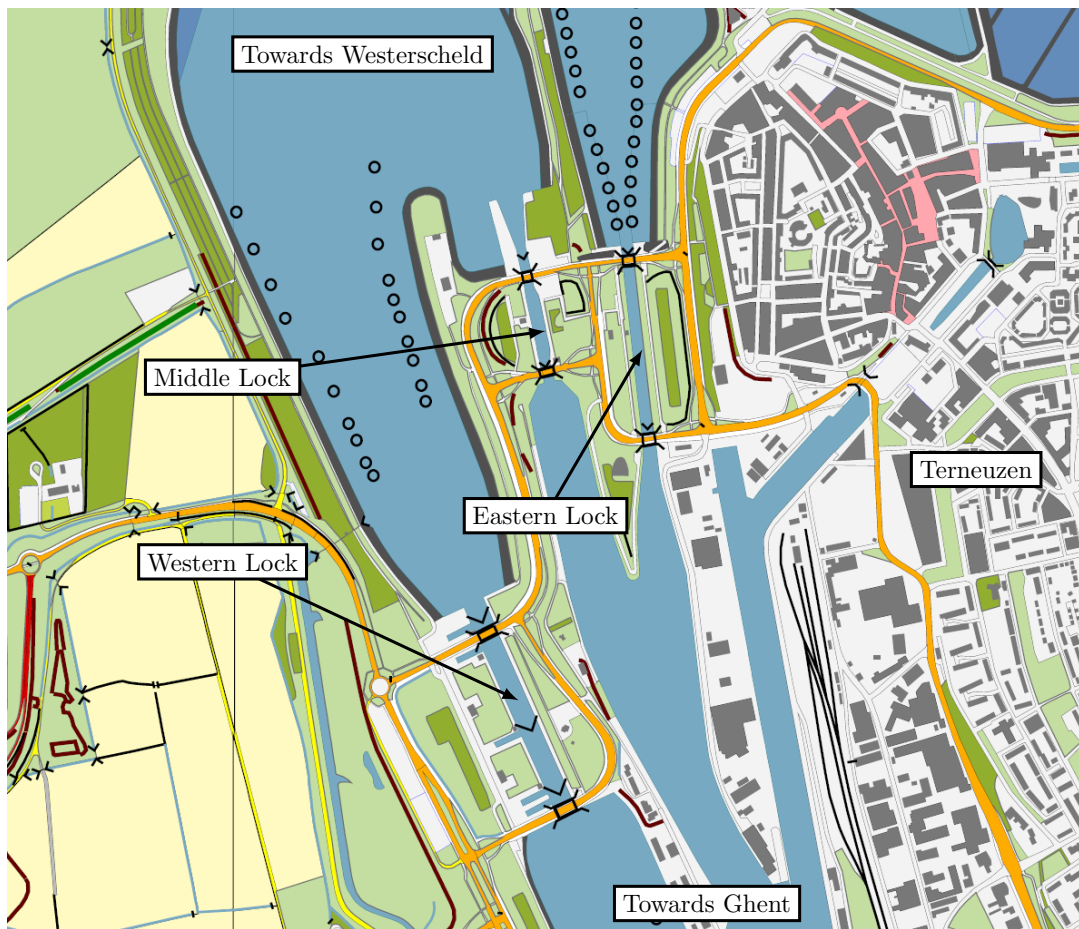 Towards Westerscheld
Middle Lock
Terneuzen
Eastern Lock
Western Lock
Towards Ghent